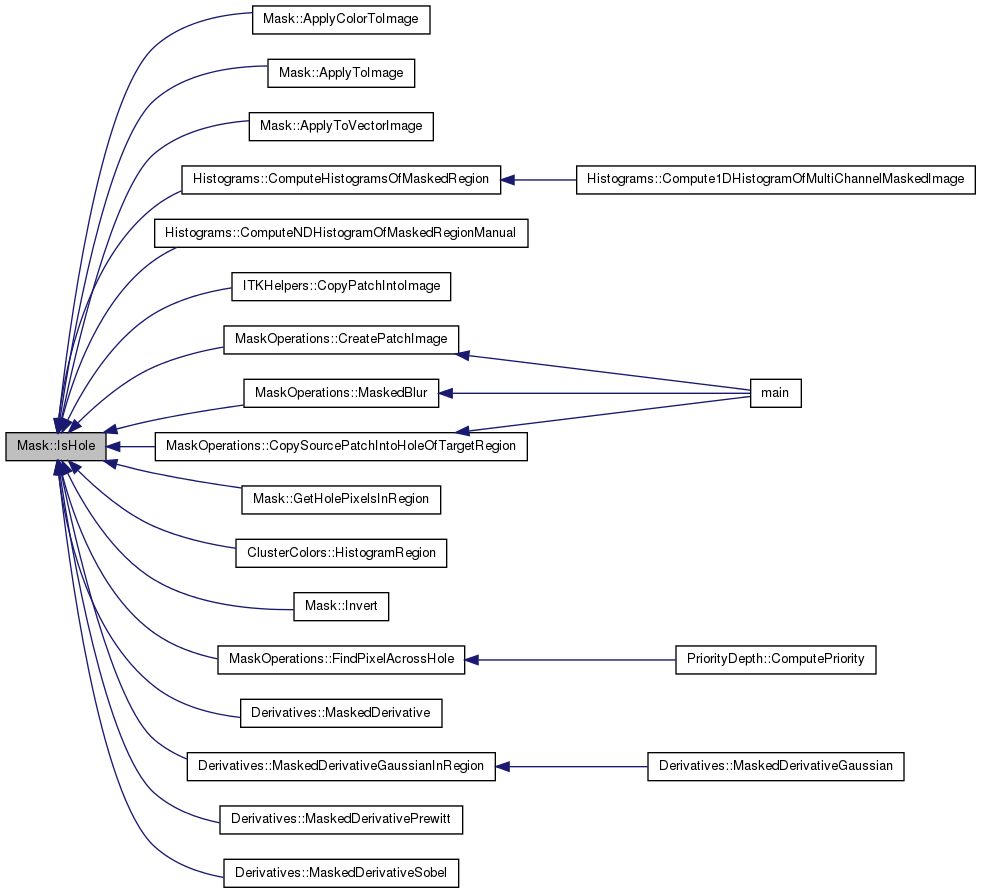 Mask::ApplyColorToImage
Mask::ApplyToImage
Mask::ApplyToVectorImage
Histograms::ComputeHistogramsOfMaskedRegion
Histograms::Compute1DHistogramOfMultiChannelMaskedImage
Histograms::ComputeNDHistogramOfMaskedRegionManual
ITKHelpers::CopyPatchIntoImage
MaskOperations::CreatePatchImage
MaskOperations::MaskedBlur
main
Mask::IsHole
MaskOperations::CopySourcePatchIntoHoleOfTargetRegion
Mask::GetHolePixelsInRegion
ClusterColors::HistogramRegion
Mask::Invert
MaskOperations::FindPixelAcrossHole
PriorityDepth::ComputePriority
Derivatives::MaskedDerivative
Derivatives::MaskedDerivativeGaussianInRegion
Derivatives::MaskedDerivativeGaussian
Derivatives::MaskedDerivativePrewitt
Derivatives::MaskedDerivativeSobel